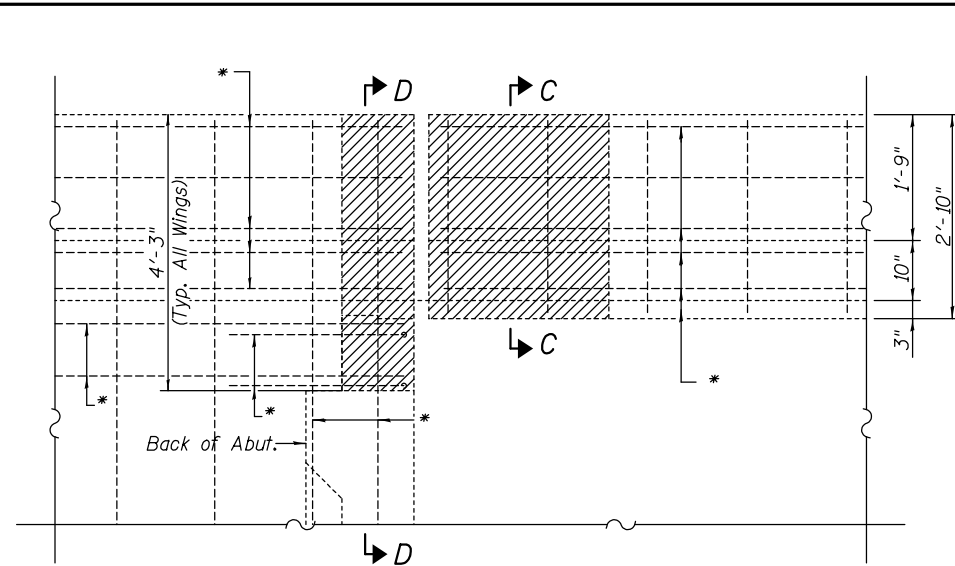 *
D
C
4'-3"
(Typ. All Wings)
1'-9"
2'-10"
10"
3"
C
*
*
*
*
Back of Abut.
D